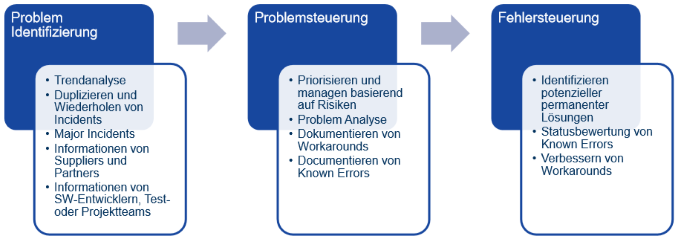 Problem
Identifizierung
• Trendanalyse
• Duplizieren und
Wiederholen von
Incidents
• Major Incidents
• Informationen von
Suppliers und
Partners
• Informationen von
SW-Entwicklern, Test-
oder Projektteams
Problemsteuerung
• Priorisieren und
managen basierend
auf Risiken
• Problem Analyse
• Dokumentieren von
Workarounds
• Documentieren von
Known Errors
Fehlersteuerung
• Identifizieren
potenzieller
permanenter
Lösungen
• Statusbewertung von
Known Errors
• Verbessern von
Workarounds